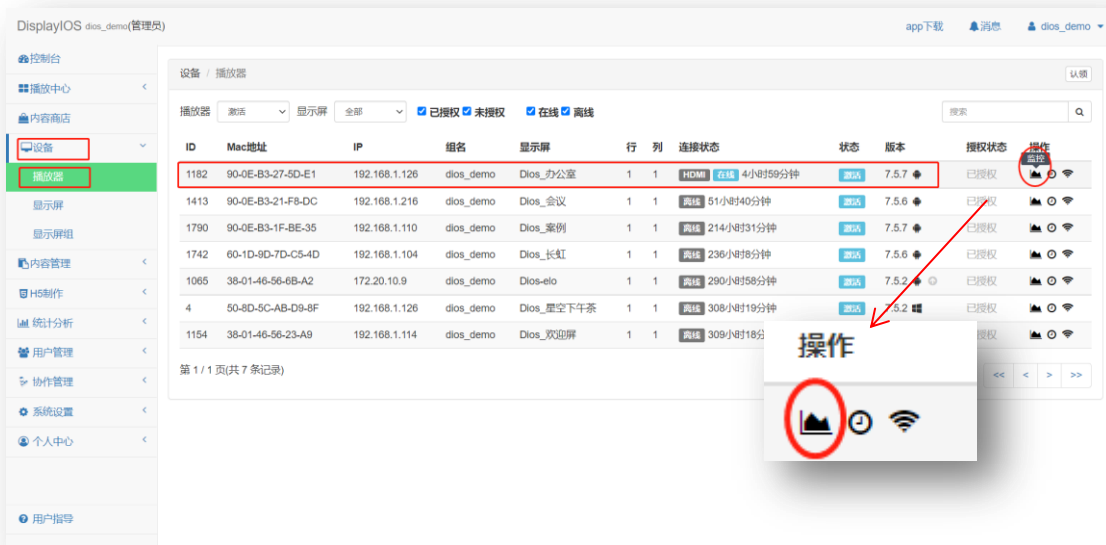 DisplayIOS dios_demo(管理员)
app下载 消息 dios_demo
控制台
播放中心
内容商店
设备
播放器
显示屏
显示屏组
内容管理
H5制作
统计分析
用户管理
协作管理
系统设置
个人中心
用户指导
设备 / 播放器 认领
播放器 激活 显示屏 全部 已授权 未授权 在线 离线 搜索
ID Mac地址 IP 组名 显示屏 行 列 连接状态 状态 版本 授权状态 操作
监控
1182 90-0E-B3-27-5D-E1 192.168.1.126 dios_demo Dios_办公室 1 1 HDMI 在线 4小时59分钟 激活 7.5.7 已授权
1413 90-0E-B3-21-F8-DC 192.168.1.216 dios_demo Dios_会议 1 1 离线 51小时40分钟 激活 7.5.6 已授权
1790 90-0E-B3-1F-BE-35 192.168.1.110 dios_demo Dios_案例 1 1 离线 214小时31分钟 激活 7.5.7 已授权
1742 60-1D-9D-7D-C5-4D 192.168.1.104 dios_demo Dios_长虹 1 1 离线 236小时8分钟 激活 7.5.6 已授权
1065 38-01-46-56-6B-A2 172.20.10.9 dios_demo Dios-elo 1 1 离线 290小时58分钟 激活 7.5.2 已授权
4 50-8D-5C-AB-D9-8F 192.168.1.126 dios_demo Dios_星空下午茶 1 1 离线 308小时19分钟 激活 7.5.2 已授权
1154 38-01-46-56-23-A9 192.168.1.114 dios_demo Dios_欢迎屏 1 1 离线 309小时18分
第 1 / 1 页(共 7 条记录) << < > >>
操作